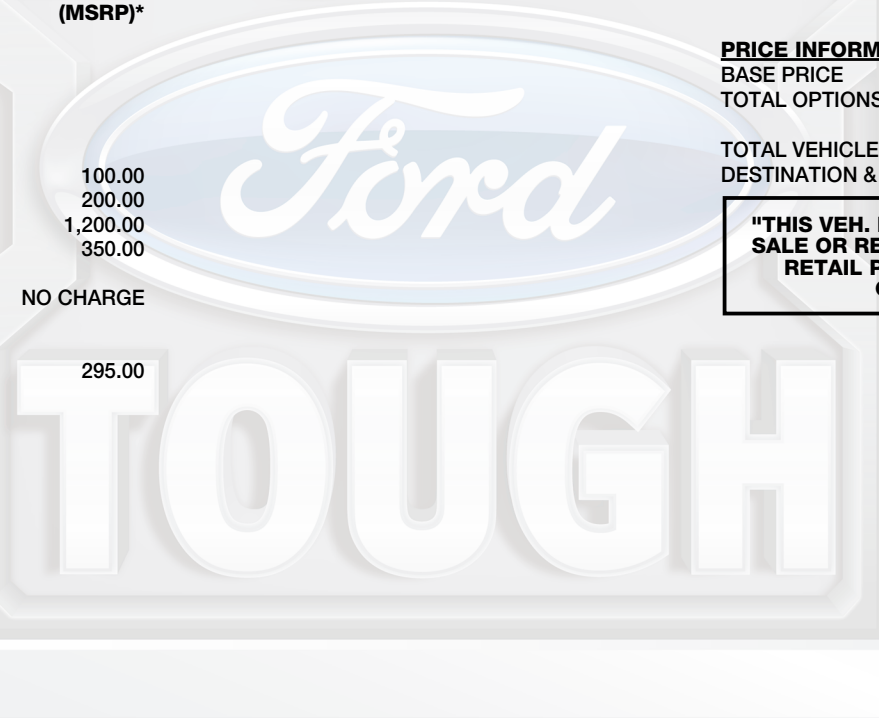 (MSRP)*
100.00
200.00
1,200.00
350.00
NO CHARGE
295.00
PRICE INFORM
BASE PRICE
TOTAL OPTIONS
TOTAL VEHICLE
DESTINATION &
"THIS VEH.
SALE OR RE
RETAIL P
Ford
TOUGH